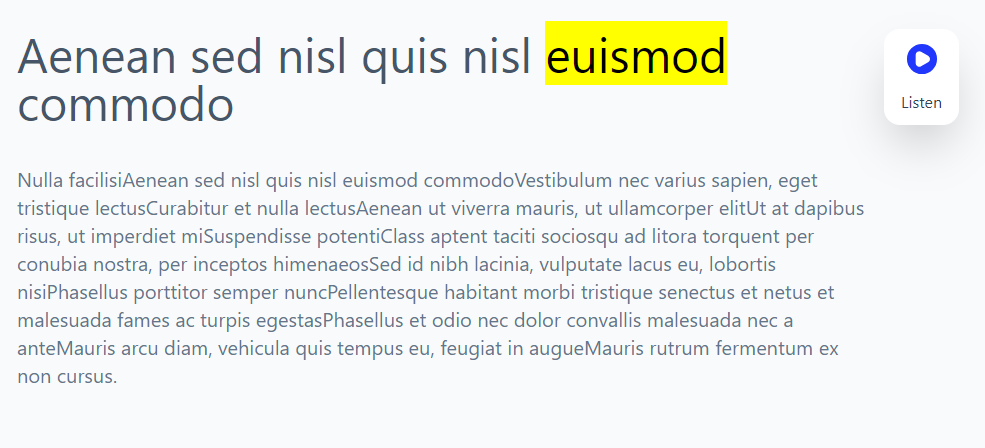 Aenean sed nisl quis nisl euismod
commodo
Listen
Nulla facilisiAenean sed nisl quis nisl euismod commodoVestibulum nec varius sapien, eget
tristique lectusCurabitur et nulla lectusAenean ut viverra mauris, ut ullamcorper elitUt at dapibus
risus, ut imperdiet miSuspendisse potentiClass aptent taciti sociosqu ad litora torquent per
conubia nostra, per inceptos himenaeosSed id nibh lacinia, vulputate lacus eu, lobortis
nisiPhasellus porttitor semper nuncPellentesque habitant morbi tristique senectus et netus et
malesuada fames ac turpis egestasPhasellus et odio nec dolor convallis malesuada nec a
anteMauris arcu diam, vehicula quis tempus eu, feugiat in augueMauris rutrum fermentum ex
non cursus.